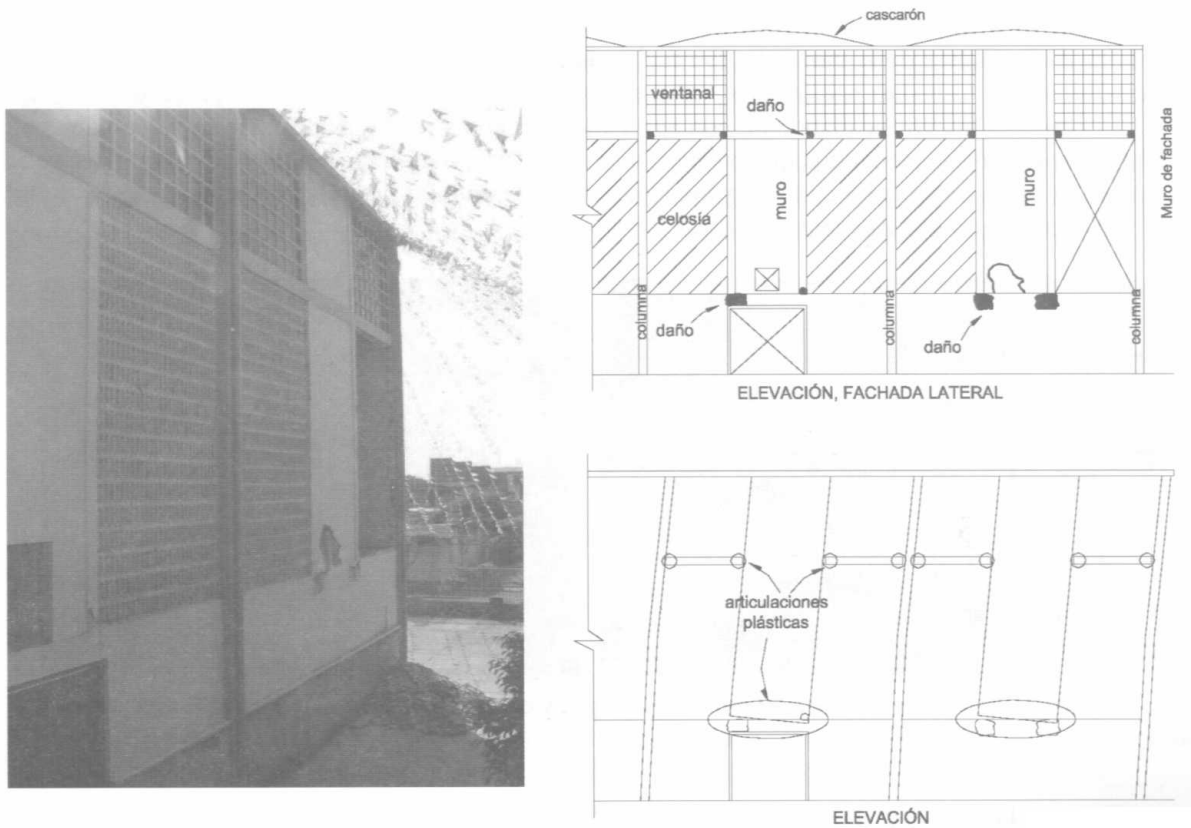 cascarón
ventanal
daño
muro
muro
Muro de fachada
celosía
columna
columna
columna
daño
daño
ELEVACIÓN, FACHADA LATERAL
articulaciones
plásticas
ELEVACIÓN